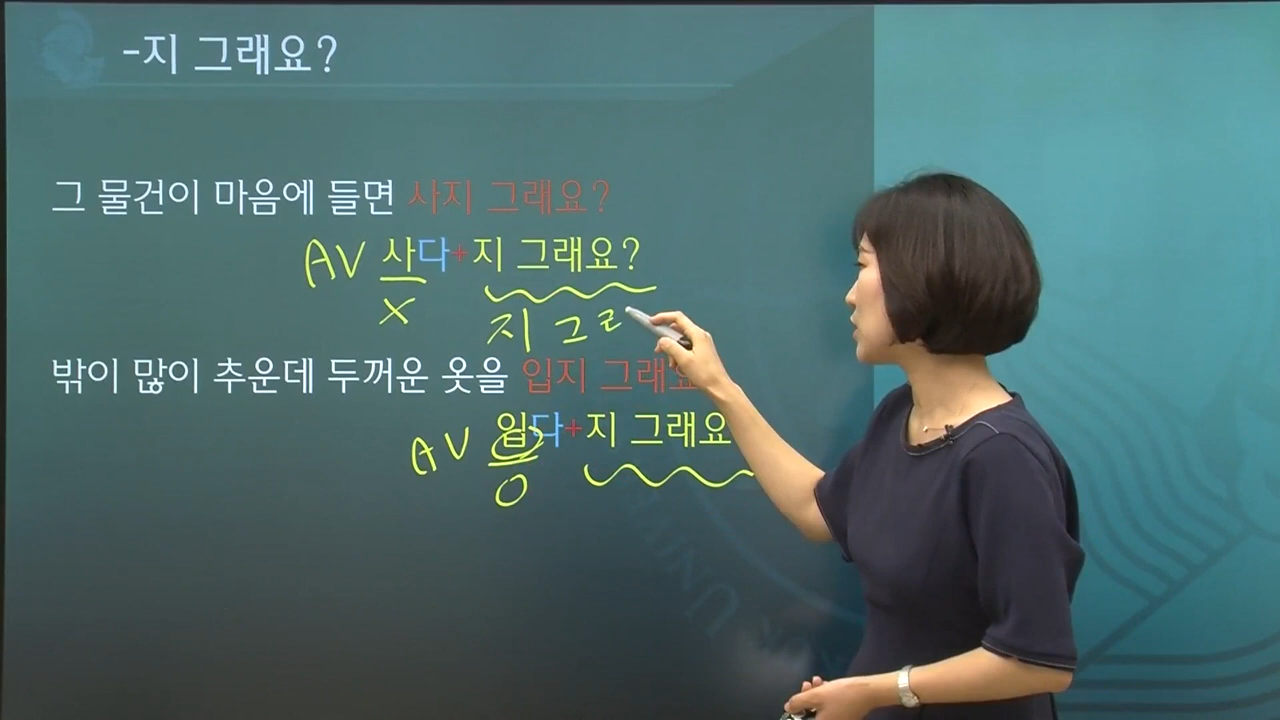 -지 그래요?
그 물건이 마음에 들면 사지 그래요?
AV 사다+지 그래요?
X 지 그ㄹ
밖이 많이 추운데 두꺼운 옷을 입지 그래요
AV 입다+지 그래요
O